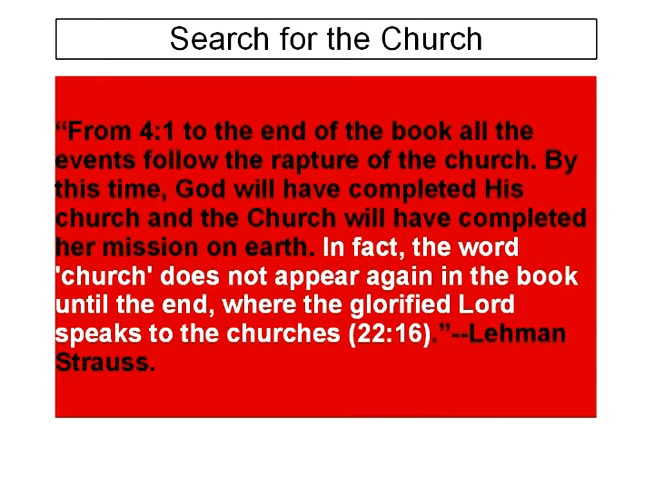 Search for the Church
“From 4:1 to the end of the book all the
events follow the rapture of the church. By
this time, God will have completed His
church and the Church will have completed
her mission on earth. In fact, the word
'church' does not appear again in the book
until the end, where the glorified Lord
speaks to the churches (22:16).”--Lehman
Strauss.